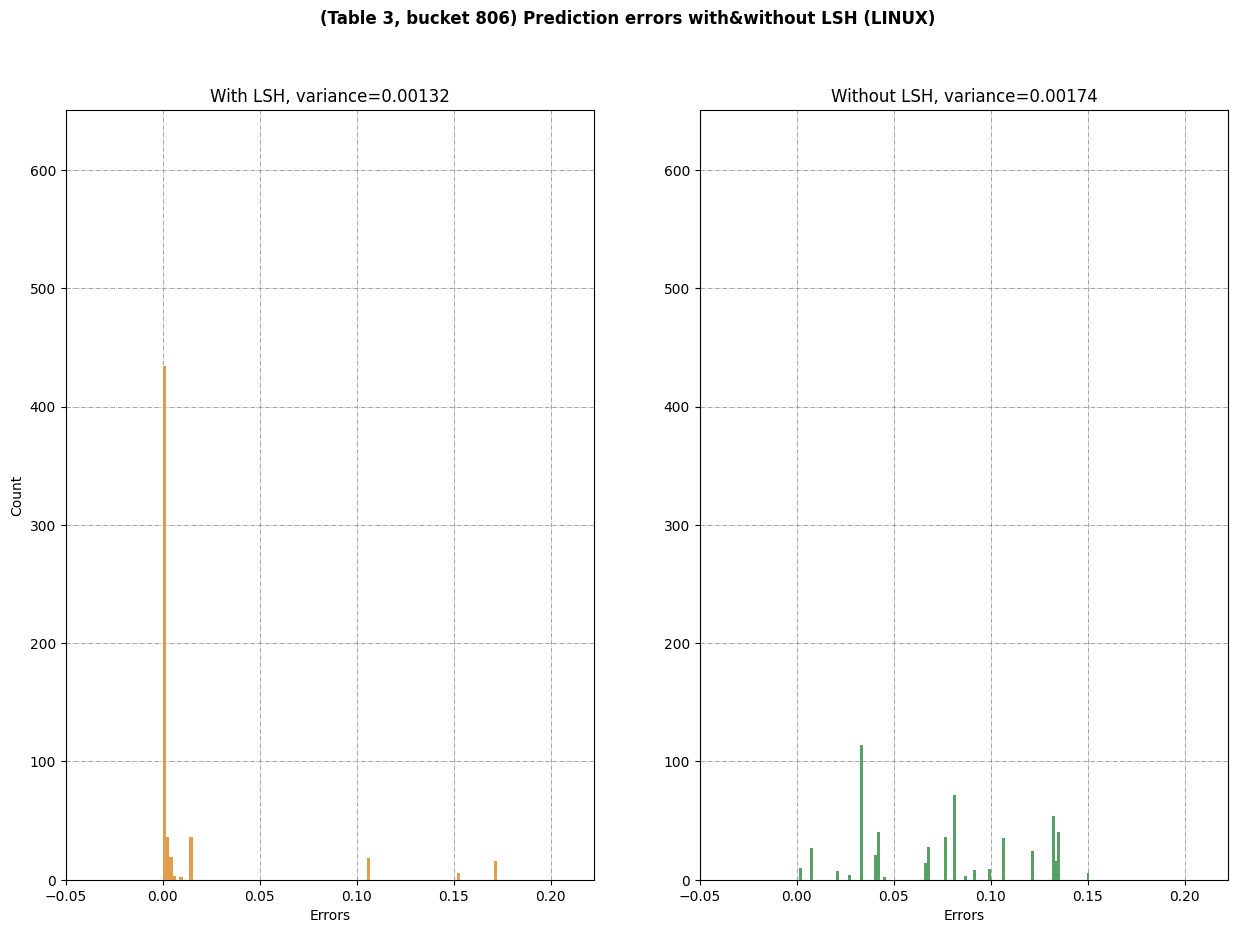 (Table 3, bucket 806) Prediction errors with&without LSH (LINUX)
With LSH, variance=0.00132
600
500
400
300
200
100
0
Count
−0.05 0.00 0.05 0.10 0.15 0.20
Errors
Without LSH, variance=0.00174
600
500
400
300
200
100
0
−0.05 0.00 0.05 0.10 0.15 0.20
Errors